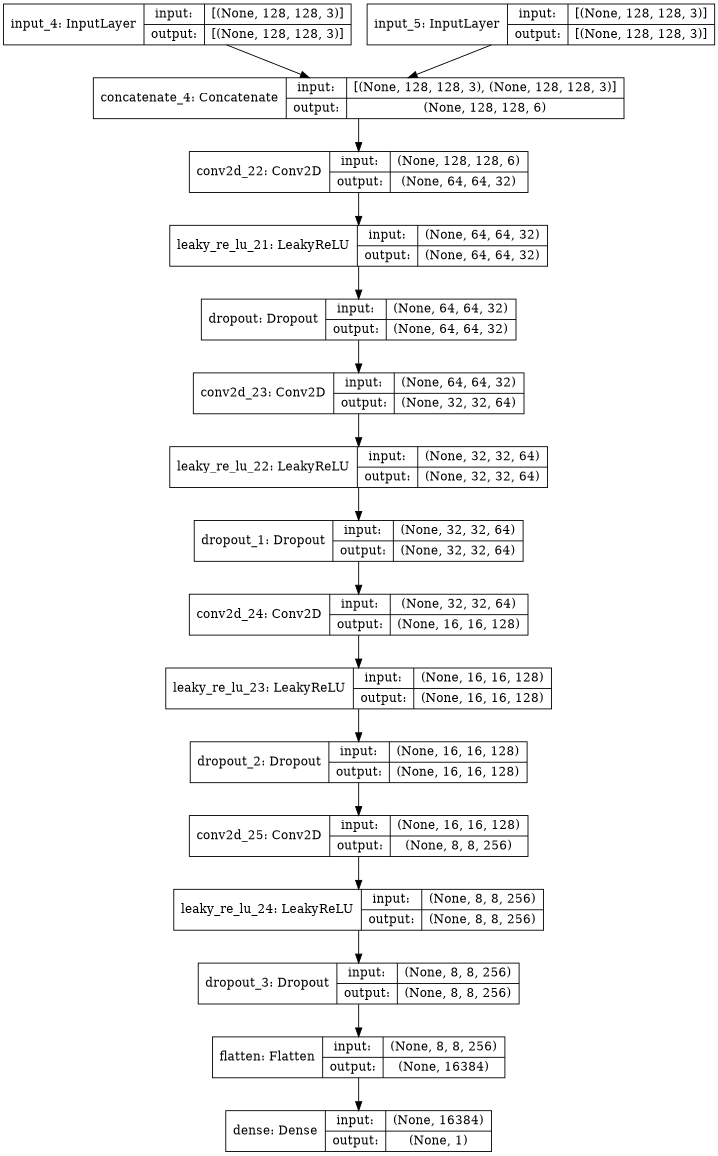 input_4: InputLayer
input: [(None, 128, 128, 3)]
output: [(None, 128, 128, 3)]
input_5: InputLayer
input: [(None, 128, 128, 3)]
output: [(None, 128, 128, 3)]
concatenate_4: Concatenate
input: [(None, 128, 128, 3), (None, 128, 128, 3)]
output: (None, 128, 128, 6)
conv2d_22: Conv2D
input: (None, 128, 128, 6)
output: (None, 64, 64, 32)
leaky_re_lu_21: LeakyReLU
input: (None, 64, 64, 32)
output: (None, 64, 64, 32)
dropout: Dropout
input: (None, 64, 64, 32)
output: (None, 64, 64, 32)
conv2d_23: Conv2D
input: (None, 64, 64, 32)
output: (None, 32, 32, 64)
leaky_re_lu_22: LeakyReLU
input: (None, 32, 32, 64)
output: (None, 32, 32, 64)
dropout_1: Dropout
input: (None, 32, 32, 64)
output: (None, 32, 32, 64)
conv2d_24: Conv2D
input: (None, 32, 32, 64)
output: (None, 16, 16, 128)
leaky_re_lu_23: LeakyReLU
input: (None, 16, 16, 128)
output: (None, 16, 16, 128)
dropout_2: Dropout
input: (None, 16, 16, 128)
output: (None, 16, 16, 128)
conv2d_25: Conv2D
input: (None, 16, 16, 128)
output: (None, 8, 8, 256)
leaky_re_lu_24: LeakyReLU
input: (None, 8, 8, 256)
output: (None, 8, 8, 256)
dropout_3: Dropout
input: (None, 8, 8, 256)
output: (None, 8, 8, 256)
flatten: Flatten
input: (None, 8, 8, 256)
output: (None, 16384)
dense: Dense
input: (None, 16384)
output: (None, 1)